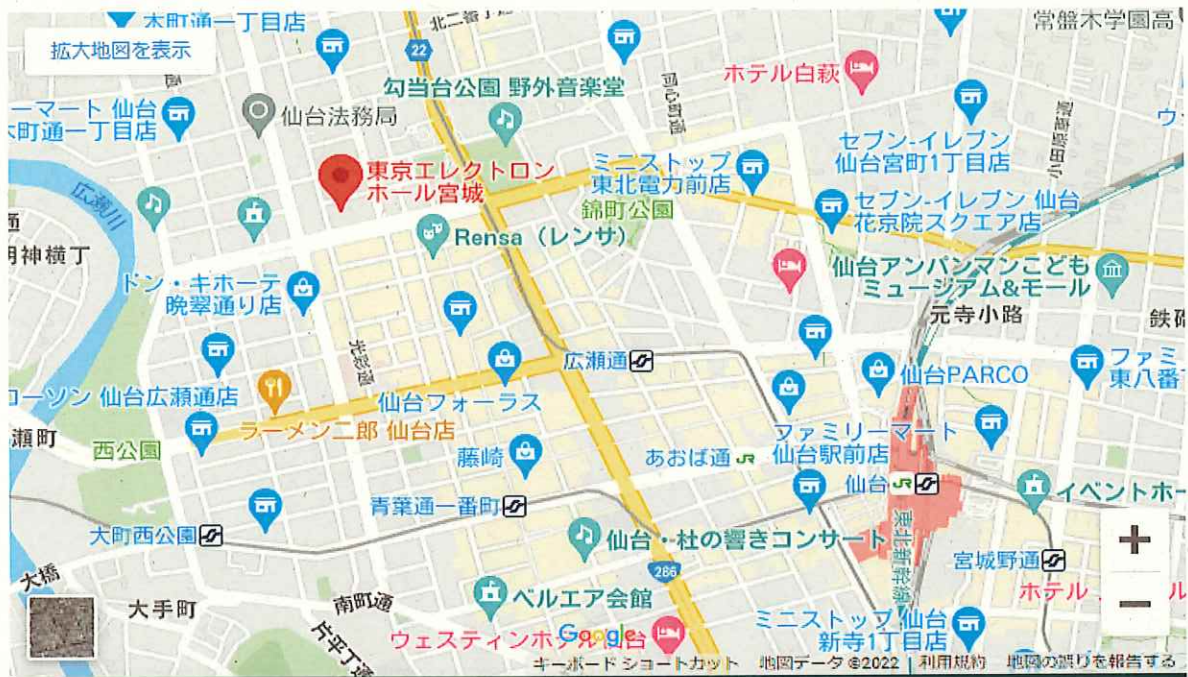 本町通一丁目店
北二番丁
常盤木学園高
拡大地図を表示
22
ホテル白萩
勾当台公園 野外音楽堂
同心町通
ーマート 仙台
木町通一丁目店
仙台法務局
セブン-イレブン
仙台宮町1丁目店
小田原車通
東京エレクトロン
ホール宮城
ミニストップ
東北電力前店
広瀬川
錦町公園
セブン-イレブン 仙台
花京院スクエア店
通
明神横丁
Rensa（レンサ）
仙台アンパンマンこども
ミュージアム&モール
ドン・キホーテ
晩翠通り店
元寺小路
鉄砲
広瀬通
仙台PARCO
ファミ
東八番
ローソン 仙台広瀬通店
仙台フォーラス
ラーメン二郎 仙台店
瀬町
西公園
藤崎
あおば通 JR
ファミリーマート
仙台駅前店
仙台 JR
青葉通一番町
イベントホー
大町西公園
仙台・杜の響きコンサート
東北新幹線
宮城野通
+
大橋
286
大手町
南町通
ベルエア会館
ホテル
ル
−
片平丁通
ウェスティンホテル仙台
Google
ミニストップ 仙台
新寺1丁目店
キーボード ショートカット
地図データ ©2022
利用規約
地図の誤りを報告する